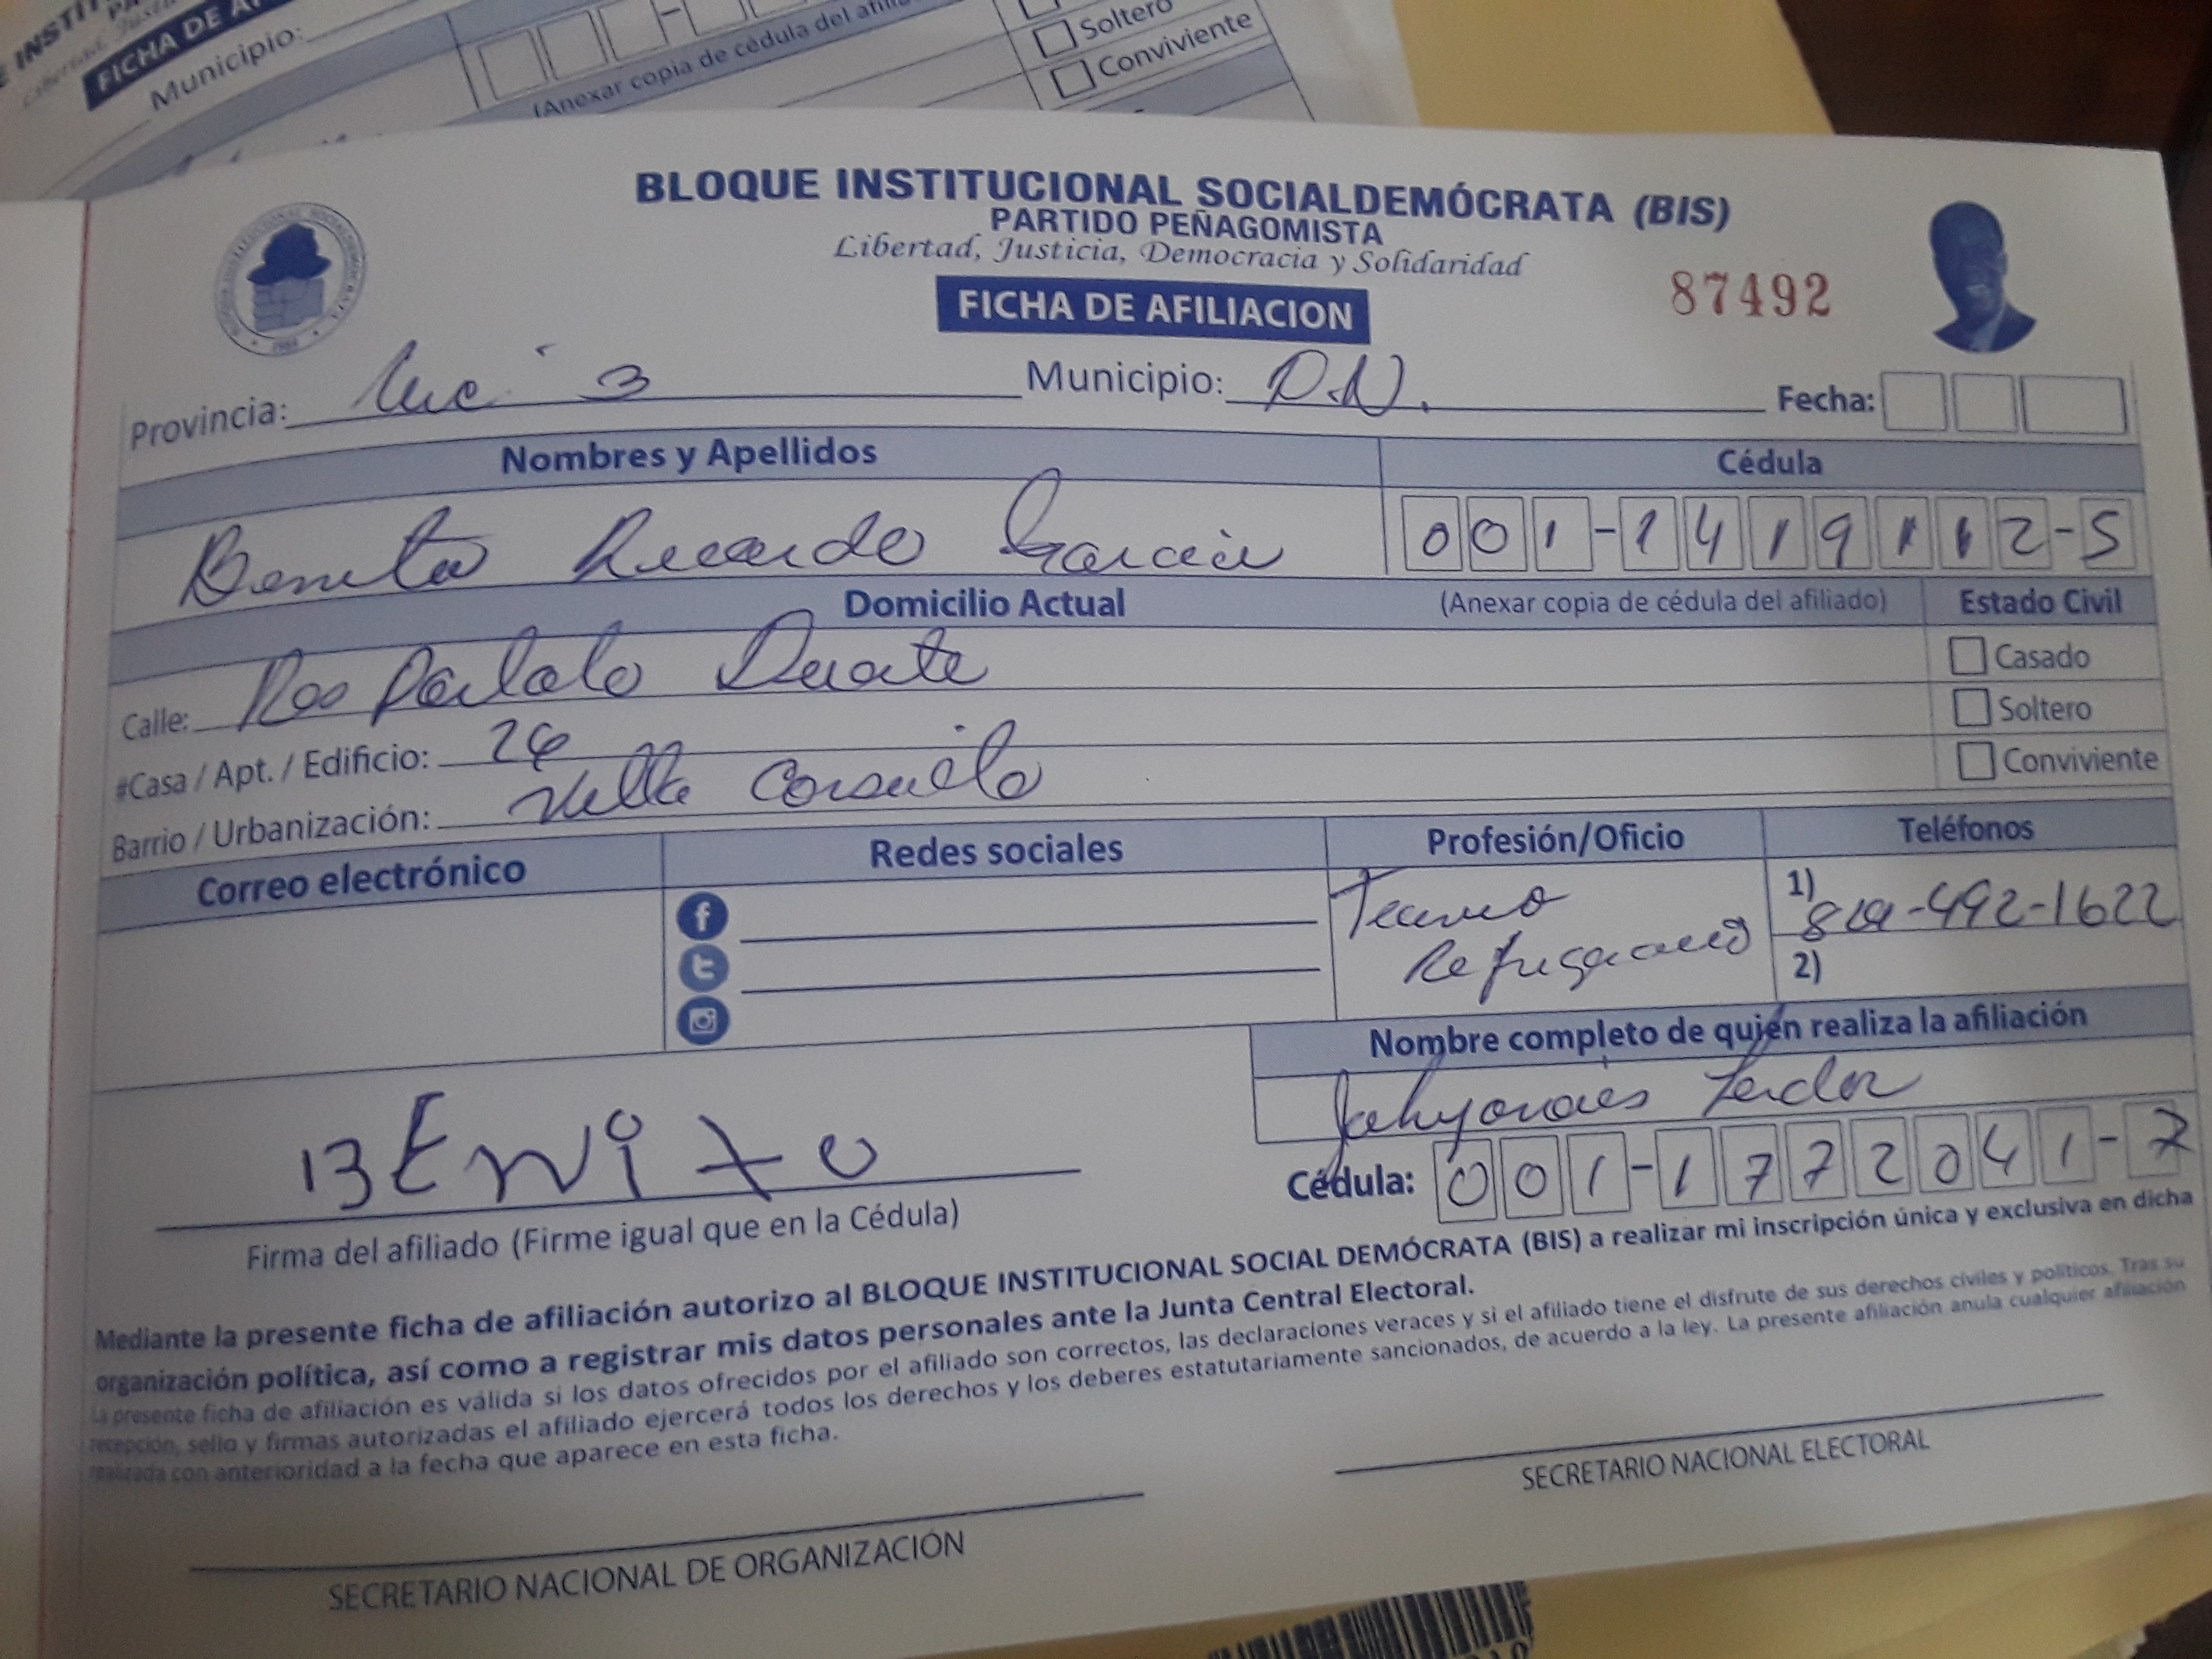 FICHA DE A
Municipio:
(Anexar copia de cédula del afili
Soltero
Conviviente
BLOQUE INSTITUCIONAL SOCIALDEMÓCRATA (BIS)
PARTIDO PEÑAGOMISTA
Libertad, Justicia, Democracia y Solidaridad
FICHA DE AFILIACION
87492
Provincia: 3 Municipio: D.N. Fecha:
Nombres y Apellidos Cédula
Benito Ricardo Garcia 001-1419112-5
Domicilio Actual (Anexar copia de cédula del afiliado) Estado Civil
Calle: Duarte
Casado
#Casa / Apt. / Edificio: 26
Soltero
Barrio / Urbanización: Villa Consuelo
Conviviente
Correo electrónico Redes sociales Profesión/Oficio Teléfonos
Tecnico 1) -492-1622
2)
Nombre completo de quién realiza la afiliación
BENiTo
Cédula: 001-1772041-7
Firma del afiliado (Firme igual que en la Cédula)
Mediante la presente ficha de afiliación autorizo al BLOQUE INSTITUCIONAL SOCIAL DEMÓCRATA (BIS) a realizar mi inscripción única y exclusiva en dicha
organización política, así como a registrar mis datos personales ante la Junta Central Electoral.
La presente ficha de afiliación es válida si los datos ofrecidos por el afiliado son correctos, las declaraciones veraces y si el afiliado tiene el disfrute de sus derechos civiles y políticos. Tras su
recepción, sello y firmas autorizadas el afiliado ejercerá todos los derechos y los deberes estatutariamente sancionados, de acuerdo a la ley. La presente afiliación anula cualquier afiliación
realizada con anterioridad a la fecha que aparece en esta ficha.
SECRETARIO NACIONAL DE ORGANIZACIÓN
SECRETARIO NACIONAL ELECTORAL